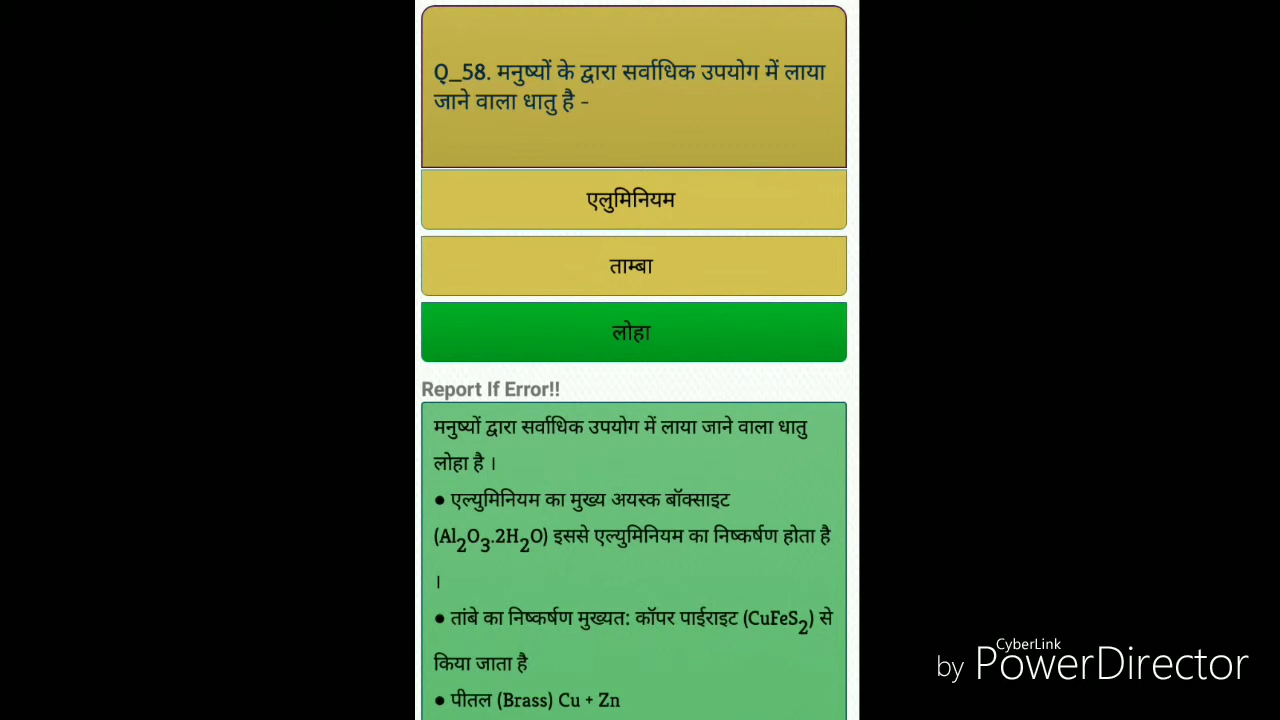 Q_58. मनुष्यों के द्वारा सर्वाधिक उपयोग में लाया
जाने वाला धातु है -
एलुमिनियम
ताम्बा
लोहा
Report If Error!!
मनुष्यों द्वारा सर्वाधिक उपयोग में लाया जाने वाला धातु
लोहा है ।
● एल्युमिनियम का मुख्य अयस्क बॉक्साइट
(Al₂O₃.2H₂O) इससे एल्युमिनियम का निष्कर्षण होता है
।
● तांबे का निष्कर्षण मुख्यत: कॉपर पाईराइट (CuFeS₂) से
किया जाता है
● पीतल (Brass) Cu + Zn
CyberLink
by PowerDirector